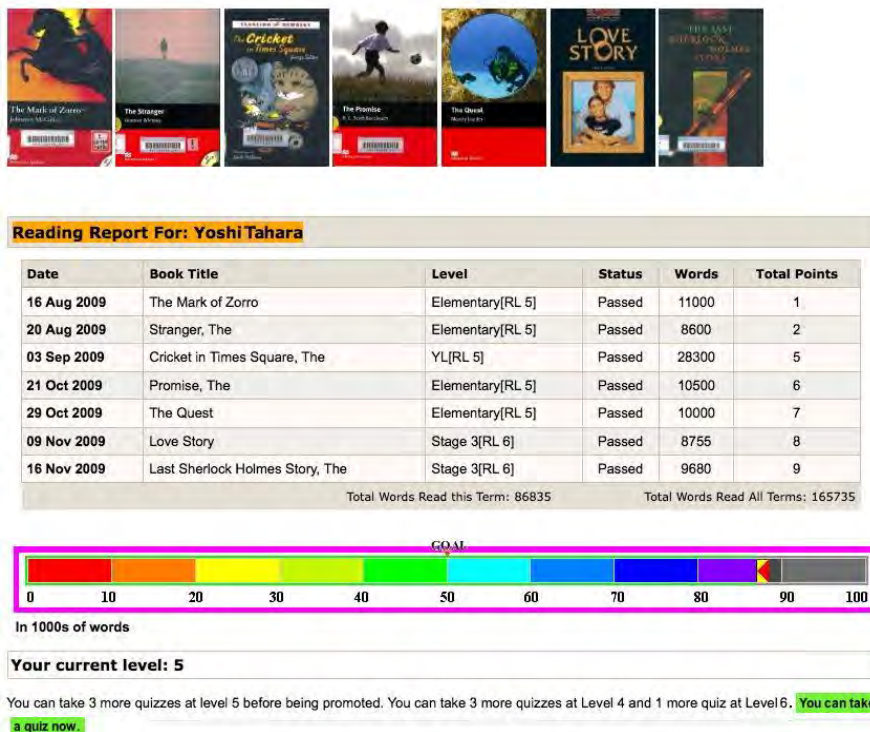 The Mark of Zorro
The Stranger
The Cricket
in Times Square
The Promise
The Quest
LOVE
STORY
THE LAST
SHERLOCK
HOLMES
STORY
Reading Report For: Yoshi Tahara
Date Book Title Level Status Words Total Points
16 Aug 2009 The Mark of Zorro Elementary[RL 5] Passed 11000 1
20 Aug 2009 Stranger, The Elementary[RL 5] Passed 8600 2
03 Sep 2009 Cricket in Times Square, The YL[RL 5] Passed 28300 5
21 Oct 2009 Promise, The Elementary[RL 5] Passed 10500 6
29 Oct 2009 The Quest Elementary[RL 5] Passed 10000 7
09 Nov 2009 Love Story Stage 3[RL 6] Passed 8755 8
16 Nov 2009 Last Sherlock Holmes Story, The Stage 3[RL 6] Passed 9680 9
Total Words Read this Term: 86835 Total Words Read All Terms: 165735
GOAL
0 10 20 30 40 50 60 70 80 90 100
In 1000s of words
Your current level: 5
You can take 3 more quizzes at level 5 before being promoted. You can take 3 more quizzes at Level 4 and 1 more quiz at Level 6. You can take
a quiz now.